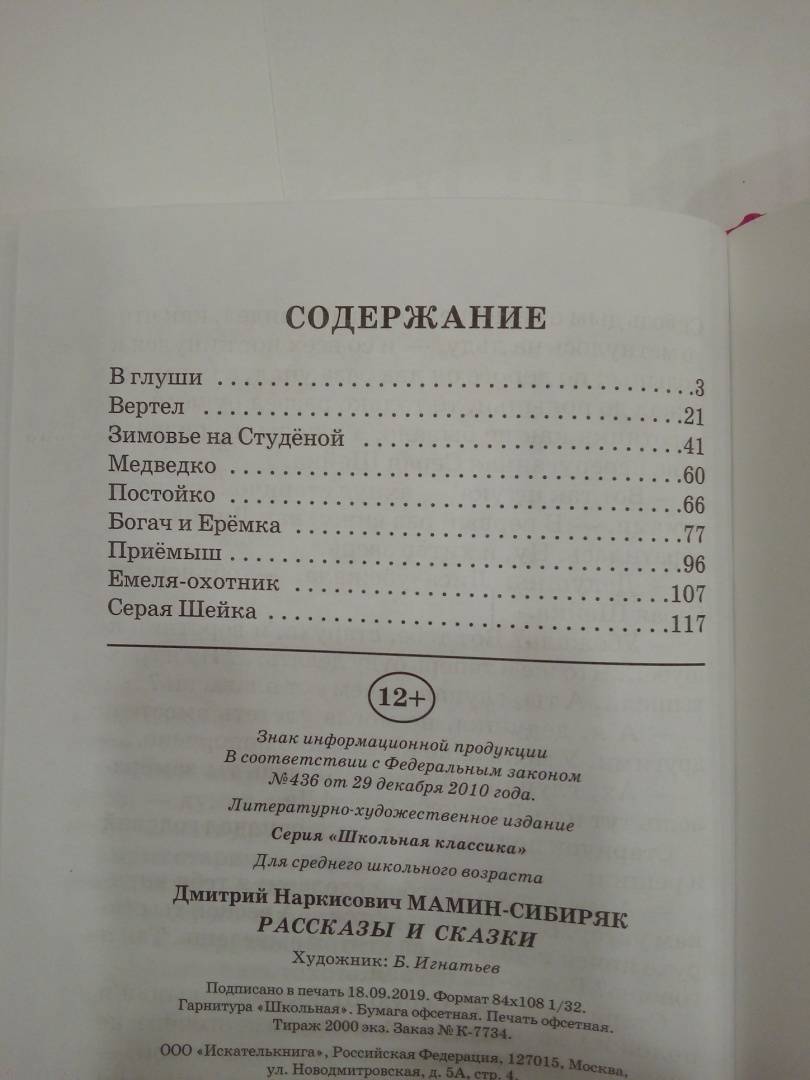 СОДЕРЖАНИЕ
В глуши . . . . . . . . . . . . . . . . . . . . . . . . . . . . . . . . .3
Вертел . . . . . . . . . . . . . . . . . . . . . . . . . . . . . . . . .21
Зимовье на Студёной . . . . . . . . . . . . . . . . . . . . . .41
Медведко . . . . . . . . . . . . . . . . . . . . . . . . . . . . . . .60
Постойко . . . . . . . . . . . . . . . . . . . . . . . . . . . . . . .66
Богач и Ерёмка . . . . . . . . . . . . . . . . . . . . . . . . . . .77
Приёмыш . . . . . . . . . . . . . . . . . . . . . . . . . . . . . . .96
Емеля-охотник . . . . . . . . . . . . . . . . . . . . . . . . . . .107
Серая Шейка . . . . . . . . . . . . . . . . . . . . . . . . . . . .117
12+
Знак информационной продукции
В соответствии с Федеральным законом
№436 от 29 декабря 2010 года.
Литературно-художественное издание
Серия «Школьная классика»
Для среднего школьного возраста
Дмитрий Наркисович МАМИН-СИБИРЯК
РАССКАЗЫ И СКАЗКИ
Художник: Б. Игнатьев
Подписано в печать 18.09.2019. Формат 84х108 1/32.
Гарнитура «Школьная». Бумага офсетная. Печать офсетная.
Тираж 2000 экз. Заказ № К-7734.
ООО «Искателькнига», Российская Федерация, 127015, Москва,
ул. Новодмитровская, д. 5А, стр. 4.